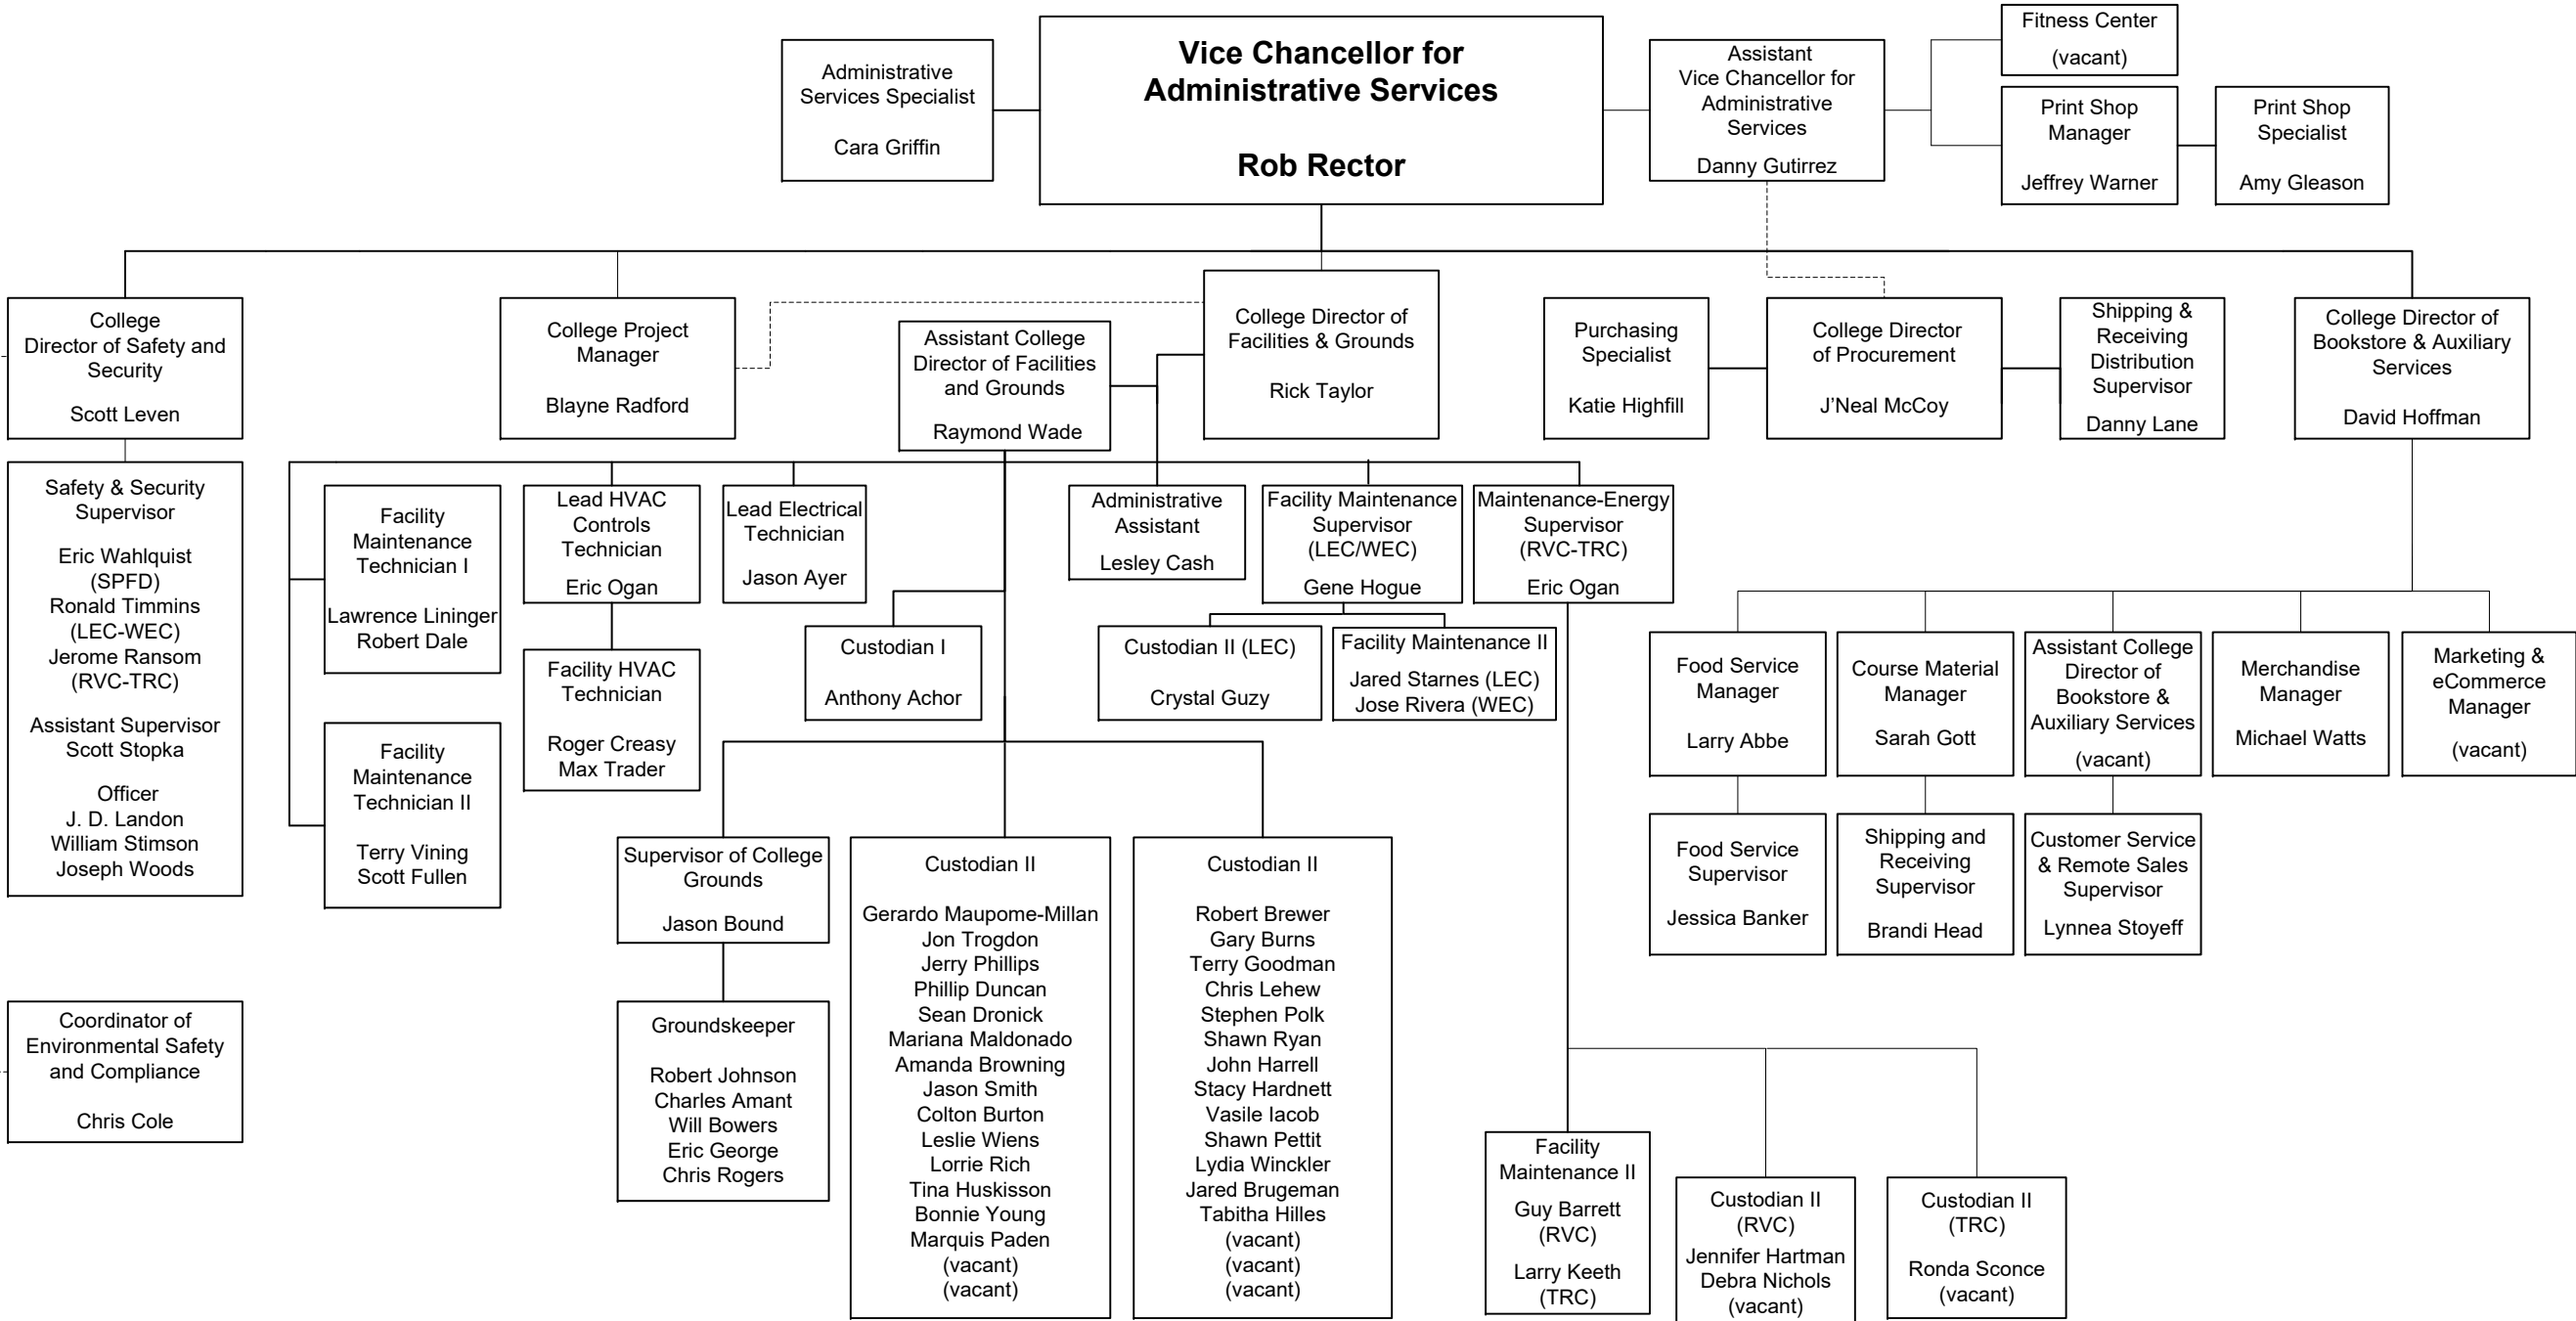 Fitness Center
(vacant)
Vice Chancellor for
Administrative Services
Rob Rector
Administrative
Services Specialist
Cara Griffin
Assistant
Vice Chancellor for
Administrative
Services
Danny Gutirrez
Print Shop
Manager
Jeffrey Warner
Print Shop
Specialist
Amy Gleason
College
Director of Safety and
Security
Scott Leven
College Project
Manager
Blayne Radford
Assistant College
Director of Facilities
and Grounds
Raymond Wade
College Director of
Facilities & Grounds
Rick Taylor
Purchasing
Specialist
Katie Highfill
College Director
of Procurement
J’Neal McCoy
Shipping &
Receiving
Distribution
Supervisor
Danny Lane
College Director of
Bookstore & Auxiliary
Services
David Hoffman
Safety & Security
Supervisor
Eric Wahlquist
(SPFD)
Ronald Timmins
(LEC-WEC)
Jerome Ransom
(RVC-TRC)
Assistant Supervisor
Scott Stopka
Officer
J. D. Landon
William Stimson
Joseph Woods
Facility
Maintenance
Technician I
Lawrence Lininger
Robert Dale
Lead HVAC
Controls
Technician
Eric Ogan
Lead Electrical
Technician
Jason Ayer
Administrative
Assistant
Lesley Cash
Facility Maintenance
Supervisor
(LEC/WEC)
Gene Hogue
Maintenance-Energy
Supervisor
(RVC-TRC)
Eric Ogan
Facility
Maintenance
Technician II
Terry Vining
Scott Fullen
Facility HVAC
Technician
Roger Creasy
Max Trader
Custodian I
Anthony Achor
Custodian II (LEC)
Crystal Guzy
Facility Maintenance II
Jared Starnes (LEC)
Jose Rivera (WEC)
Food Service
Manager
Larry Abbe
Course Material
Manager
Sarah Gott
Assistant College
Director of
Bookstore &
Auxiliary Services
(vacant)
Merchandise
Manager
Michael Watts
Marketing &
eCommerce
Manager
(vacant)
Food Service
Supervisor
Jessica Banker
Shipping and
Receiving
Supervisor
Brandi Head
Customer Service
& Remote Sales
Supervisor
Lynnea Stoyeff
Supervisor of College
Grounds
Jason Bound
Custodian II
Gerardo Maupome-Millan
Jon Trogdon
Jerry Phillips
Phillip Duncan
Sean Dronick
Mariana Maldonado
Amanda Browning
Jason Smith
Colton Burton
Leslie Wiens
Lorrie Rich
Tina Huskisson
Bonnie Young
Marquis Paden
(vacant)
(vacant)
Custodian II
Robert Brewer
Gary Burns
Terry Goodman
Chris Lehew
Stephen Polk
Shawn Ryan
John Harrell
Stacy Hardnett
Vasile Iacob
Shawn Pettit
Lydia Winckler
Jared Brugeman
Tabitha Hilles
(vacant)
(vacant)
(vacant)
Coordinator of
Environmental Safety
and Compliance
Chris Cole
Groundskeeper
Robert Johnson
Charles Amant
Will Bowers
Eric George
Chris Rogers
Facility
Maintenance II
Guy Barrett
(RVC)
Larry Keeth
(TRC)
Custodian II
(RVC)
Jennifer Hartman
Debra Nichols
(vacant)
Custodian II
(TRC)
Ronda Sconce
(vacant)